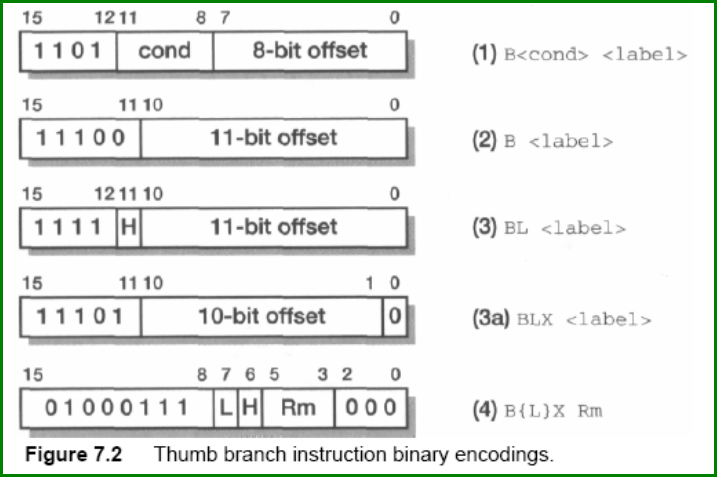 15 12 11 8 7 0
1 1 0 1 cond 8-bit offset (1) B<cond> <label>
15 11 10 0
1 1 1 0 0 11-bit offset (2) B <label>
15 12 11 10 0
1 1 1 1 H 11-bit offset (3) BL <label>
15 11 10 1 0
1 1 1 0 1 10-bit offset 0 (3a) BLX <label>
15 8 7 6 5 3 2 0
0 1 0 0 0 1 1 1 L H Rm 0 0 0 (4) B{L}X Rm
Figure 7.2 Thumb branch instruction binary encodings.